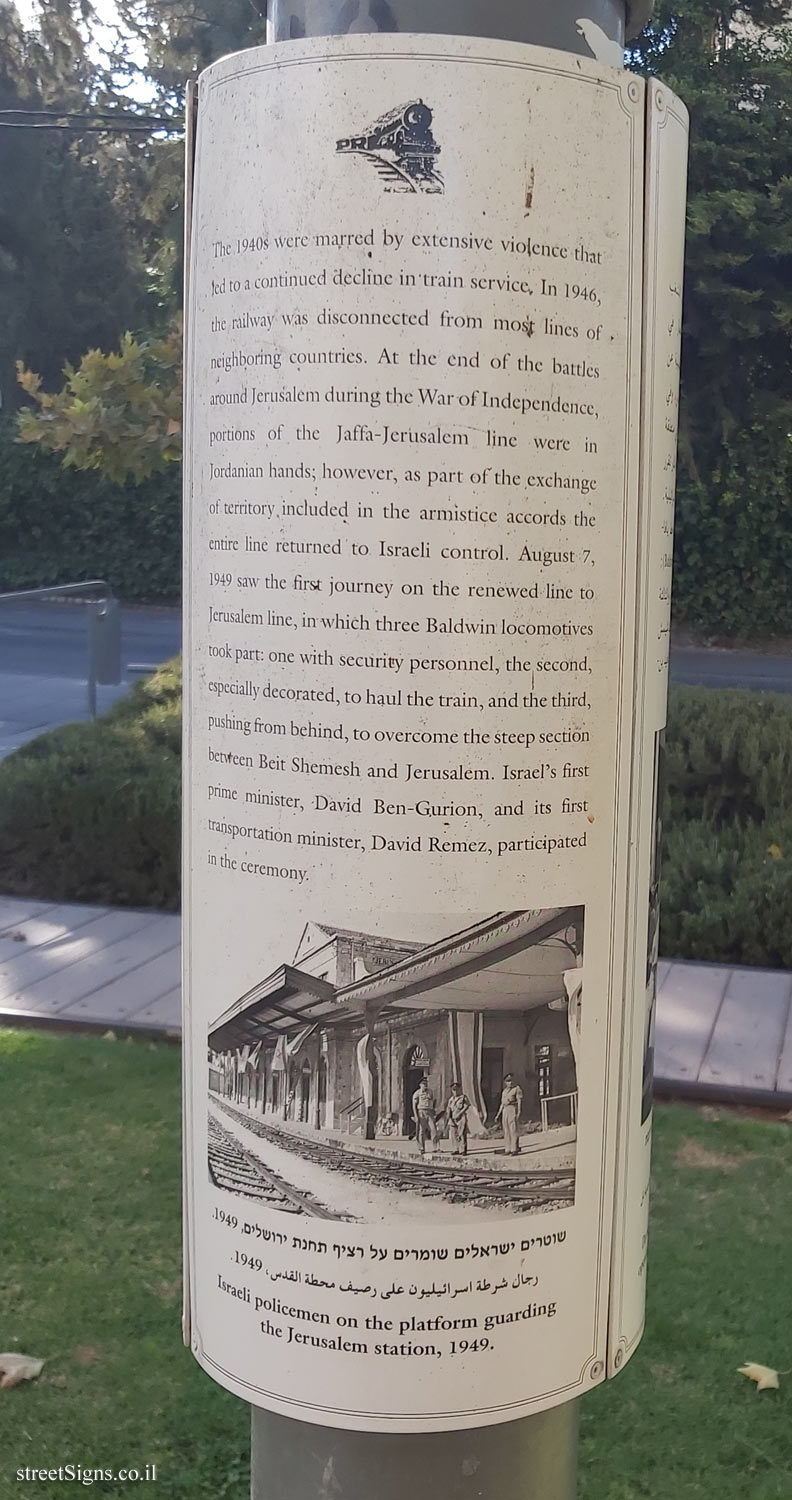 PR
The 1940s were marred by extensive violence that
led to a continued decline in train service. In 1946,
the railway was disconnected from most lines of
neighboring countries. At the end of the battles
around Jerusalem during the War of Independence,
portions of the Jaffa-Jerusalem line were in
Jordanian hands; however, as part of the exchange
of territory included in the armistice accords the
entire line returned to Israeli control. August 7,
1949 saw the first journey on the renewed line to
Jerusalem line, in which three Baldwin locomotives
took part: one with security personnel, the second,
especially decorated, to haul the train, and the third,
pushing from behind, to overcome the steep section
between Beit Shemesh and Jerusalem. Israel's first
prime minister, David Ben-Gurion, and its first
transportation minister, David Remez, participated
in the ceremony.
שוטרים ישראלים שומרים על רציף תחנת ירושלים, 1949.
رجال شرطة اسرائيليون على رصيف محطة القدس، 1949.
Israeli policemen on the platform guarding
the Jerusalem station, 1949.
streetSigns.co.il